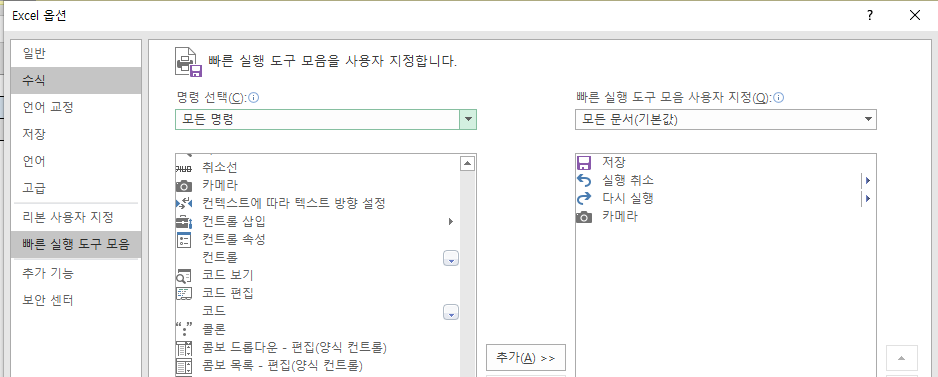 Excel 옵션
? ×
일반
수식
언어 교정
저장
언어
고급
리본 사용자 지정
빠른 실행 도구 모음
추가 기능
보안 센터
빠른 실행 도구 모음을 사용자 지정합니다.
명령 선택(C):
모든 명령
취소선
카메라
컨텍스트에 따라 텍스트 방향 설정
컨트롤 삽입
컨트롤 속성
컨트롤
코드 보기
코드 편집
코드
콜론
콤보 드롭다운 - 편집(양식 컨트롤)
콤보 목록 - 편집(양식 컨트롤)
추가(A) >>
빠른 실행 도구 모음 사용자 지정(Q):
모든 문서(기본값)
저장
실행 취소
다시 실행
카메라